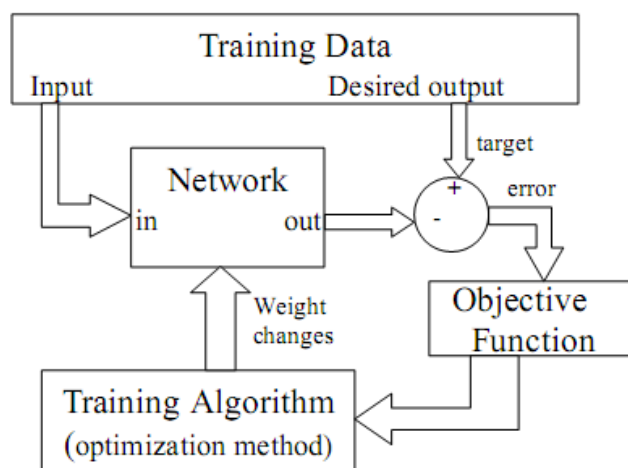 Training Data
Input
Desired output
target
Network
in
out
+
-
error
Objective
Function
Weight
changes
Training Algorithm
(optimization method)